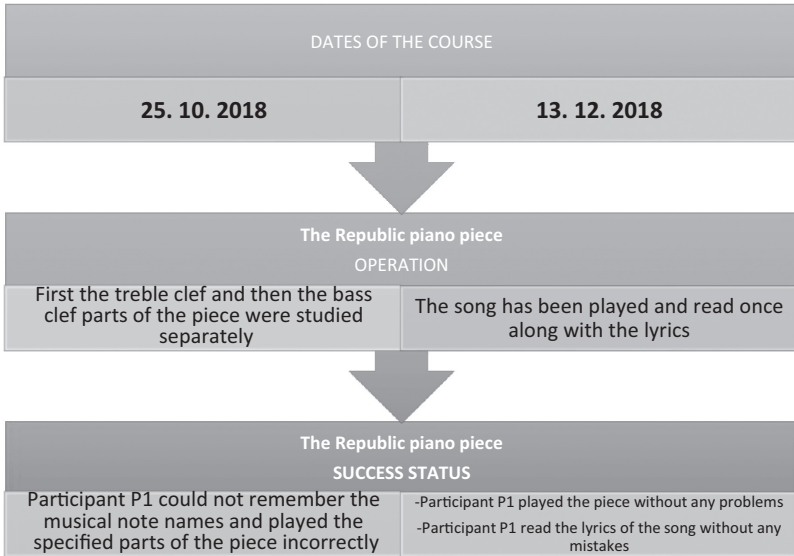 DATES OF THE COURSE
25. 10. 2018
13. 12. 2018
The Republic piano piece
OPERATION
First the treble clef and then the bass
clef parts of the piece were studied
separately
The song has been played and read once
along with the lyrics
The Republic piano piece
SUCCESS STATUS
Participant P1 could not remember the
musical note names and played the
specified parts of the piece incorrectly
-Participant P1 played the piece without any problems
-Participant P1 read the lyrics of the song without any
mistakes